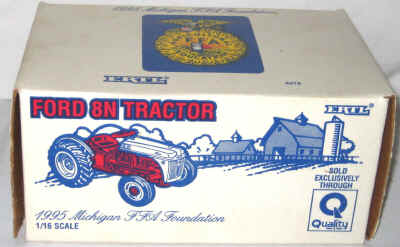 1995 Michigan FFA Foundation
ERTL
FORD 8N TRACTOR
ERTL
SOLD
EXCLUSIVELY
THROUGH
Quality
1995 Michigan FFA Foundation
1/16 SCALE